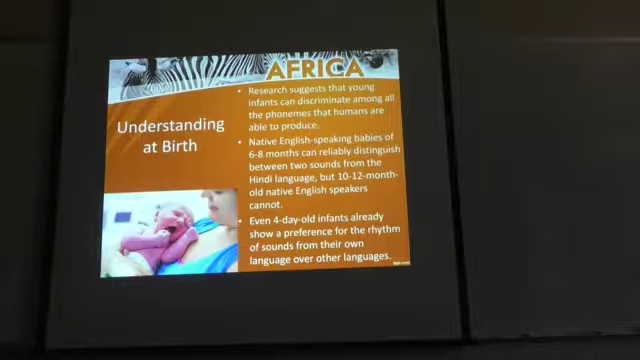 AFRICA
Understanding
at Birth
• Research suggests that young
infants can discriminate among all
the phonemes that humans are
able to produce.
• Native English-speaking babies of
6-8 months can reliably distinguish
between two sounds from the
Hindi language, but 10-12-month-
old native English speakers
cannot.
• Even 4-day-old infants already
show a preference for the rhythm
of sounds from their own
language over other languages.